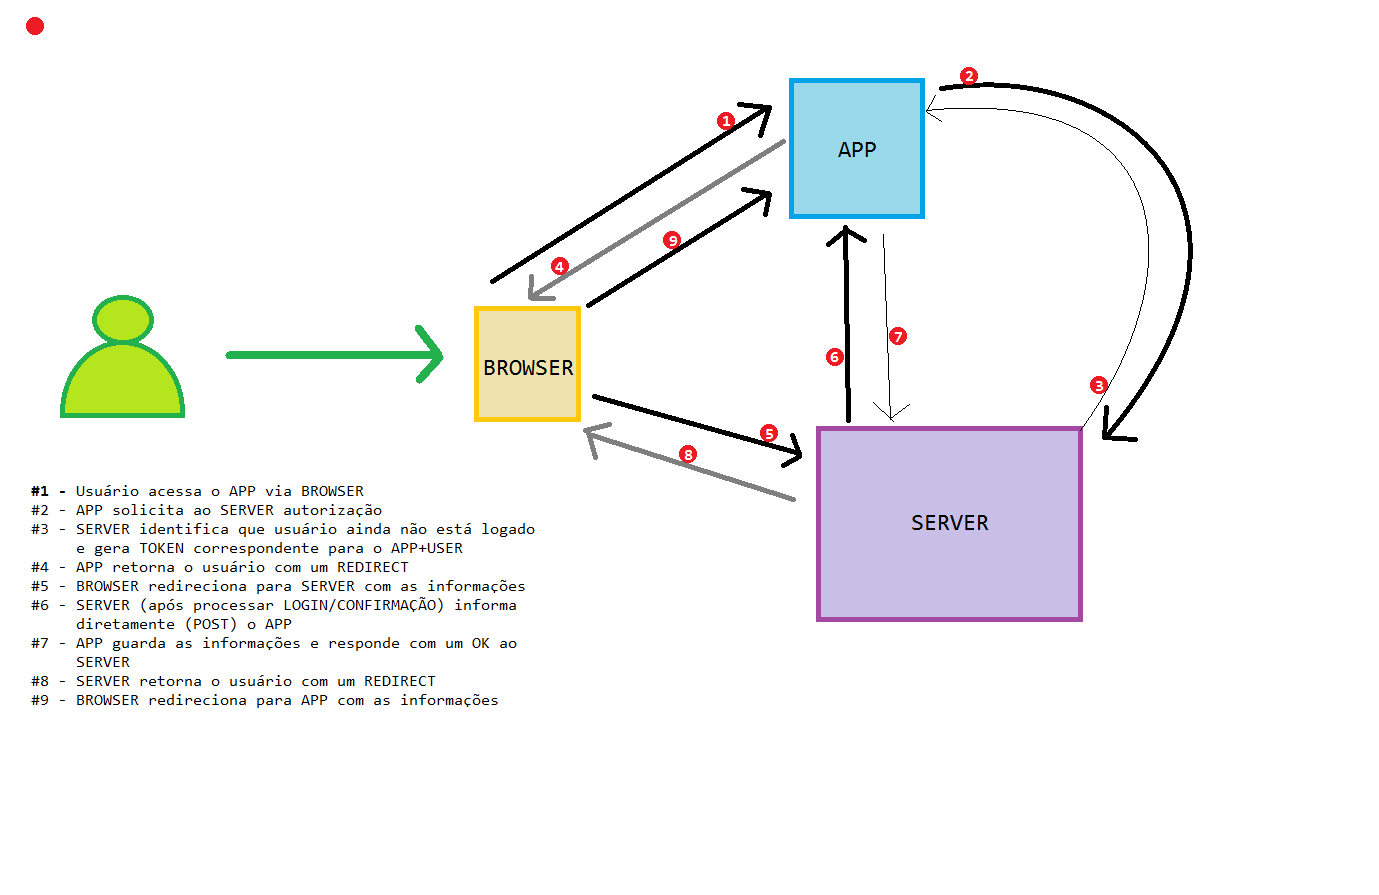 2
1
APP
9
4
7
6
BROWSER
3
5
8
SERVER
#1 - Usuário acessa o APP via BROWSER
#2 - APP solicita ao SERVER autorização
#3 - SERVER identifica que usuário ainda não está logado
e gera TOKEN correspondente para o APP+USER
#4 - APP retorna o usuário com um REDIRECT
#5 - BROWSER redireciona para SERVER com as informações
#6 - SERVER (após processar LOGIN/CONFIRMAÇÃO) informa
diretamente (POST) o APP
#7 - APP guarda as informações e responde com um OK ao
SERVER
#8 - SERVER retorna o usuário com um REDIRECT
#9 - BROWSER redireciona para APP com as informações